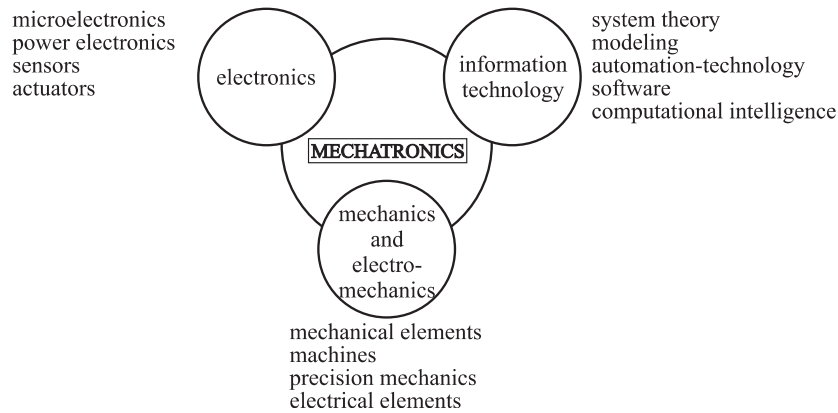 microelectronics
power electronics
sensors
actuators
electronics
information
technology
system theory
modeling
automation-technology
software
computational intelligence
MECHATRONICS
mechanics
and
electro-
mechanics
mechanical elements
machines
precision mechanics
electrical elements